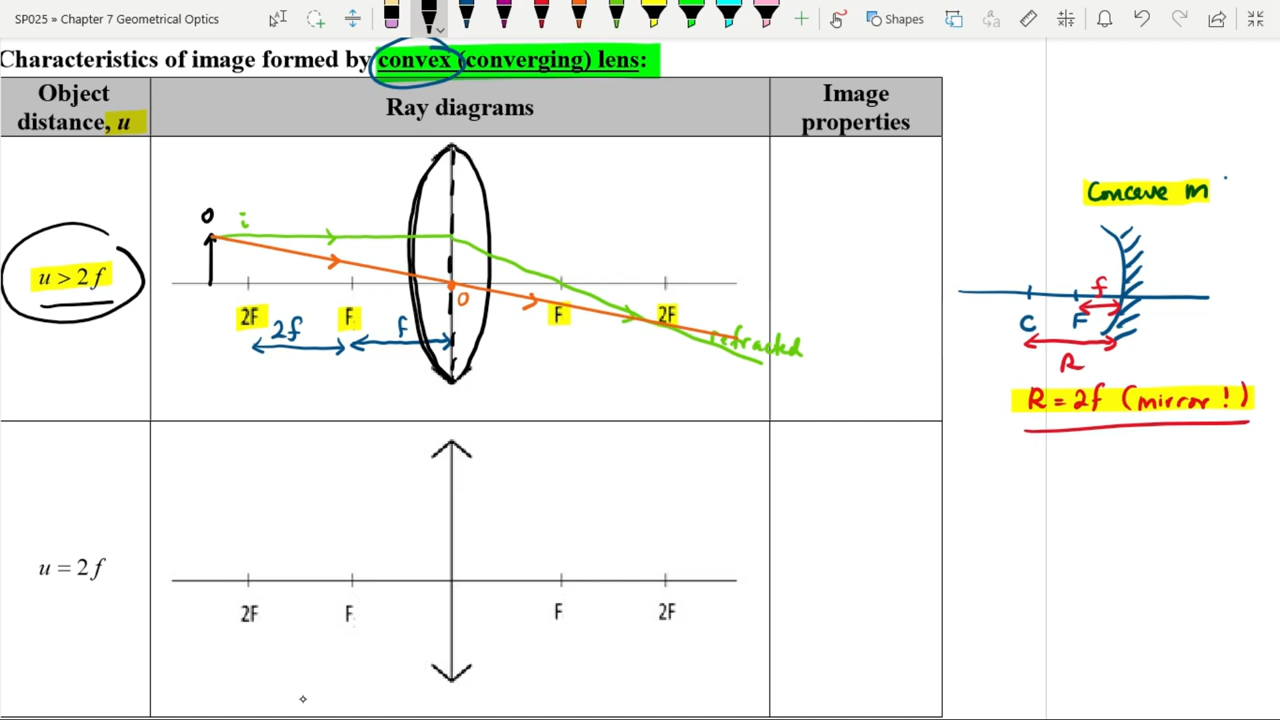 SP025 » Chapter 7 Geometrical Optics
Shapes
Characteristics of image formed by convex (converging) lens:
Object distance, u
Ray diagrams
Image properties
u > 2f
O
i
2F
F
O
F
2F
2f
f
refracted
Concave m
C
F
f
R
R = 2f (mirror!)
u = 2f
2F
F
F
2F